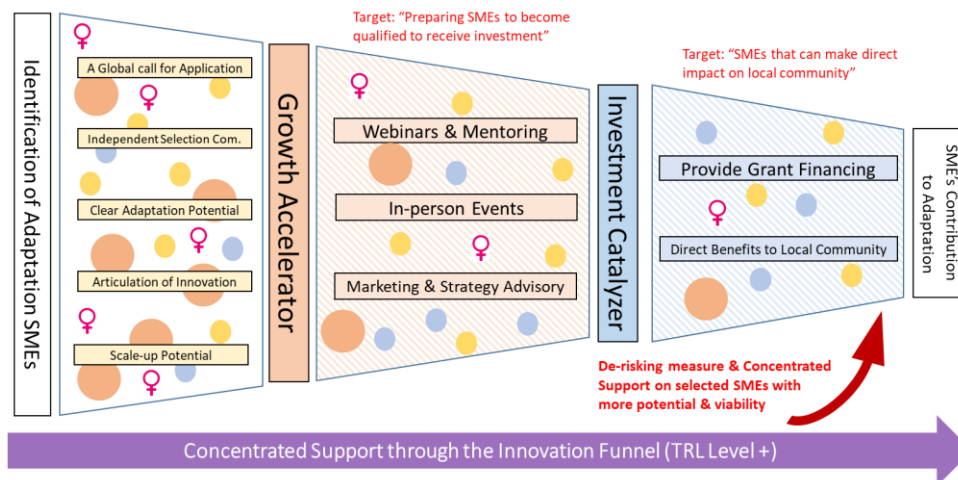 Identification of Adaptation SMEs
A Global call for Application
Independent Selection Com.
Clear Adaptation Potential
Articulation of Innovation
Scale-up Potential
Growth Accelerator
Target: “Preparing SMEs to become
qualified to receive investment”
Webinars & Mentoring
In-person Events
Marketing & Strategy Advisory
Investment Catalyzer
Target: “SMEs that can make direct
impact on local community”
Provide Grant Financing
Direct Benefits to Local Community
De-risking measure & Concentrated
Support on selected SMEs with
more potential & viability
SME’s Contribution
to Adaptation
Concentrated Support through the Innovation Funnel (TRL Level +)